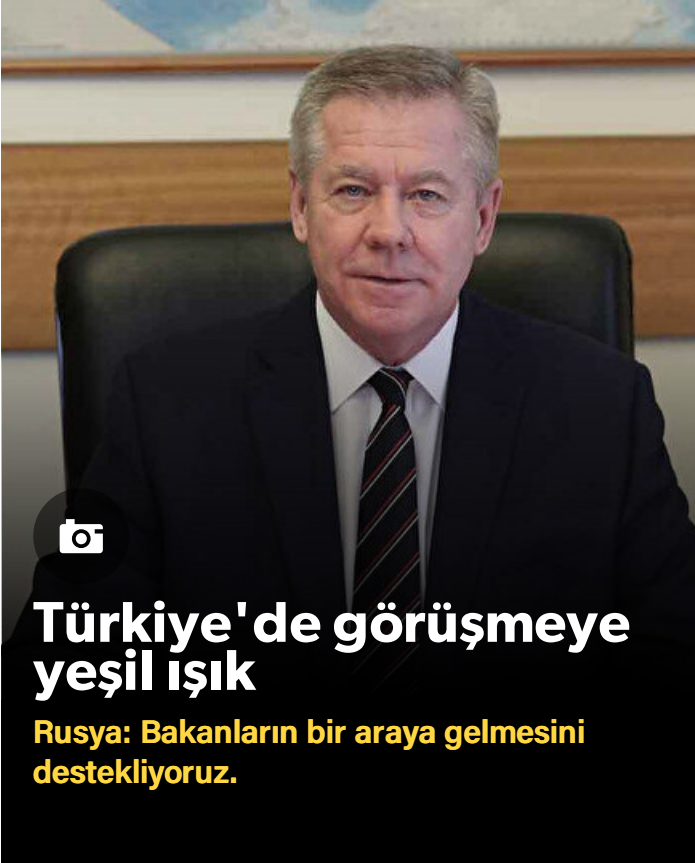 Türkiye'de görüşmeye
yeşil ışık
Rusya: Bakanların bir araya gelmesini
destekliyoruz.